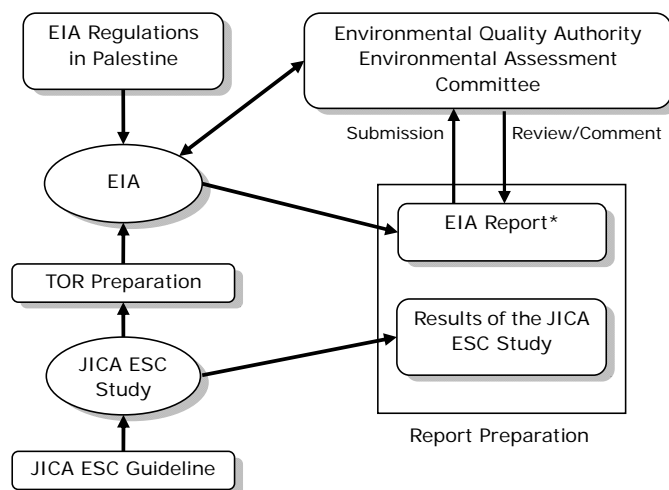 EIA Regulations
in Palestine
Environmental Quality Authority
Environmental Assessment
Committee
Submission
Review/Comment
EIA
EIA Report*
TOR Preparation
Results of the JICA
ESC Study
JICA ESC
Study
Report Preparation
JICA ESC Guideline